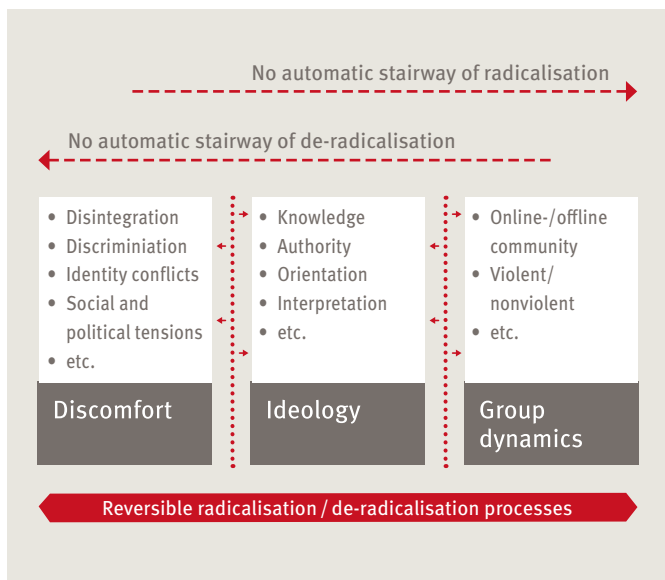 No automatic stairway of radicalisation
No automatic stairway of de-radicalisation
• Disintegration
• Discriminiation
• Identity conflicts
• Social and
political tensions
• etc.
Discomfort
• Knowledge
• Authority
• Orientation
• Interpretation
• etc.
Ideology
• Online-/offline
community
• Violent/
nonviolent
• etc.
Group
dynamics
Reversible radicalisation / de-radicalisation processes